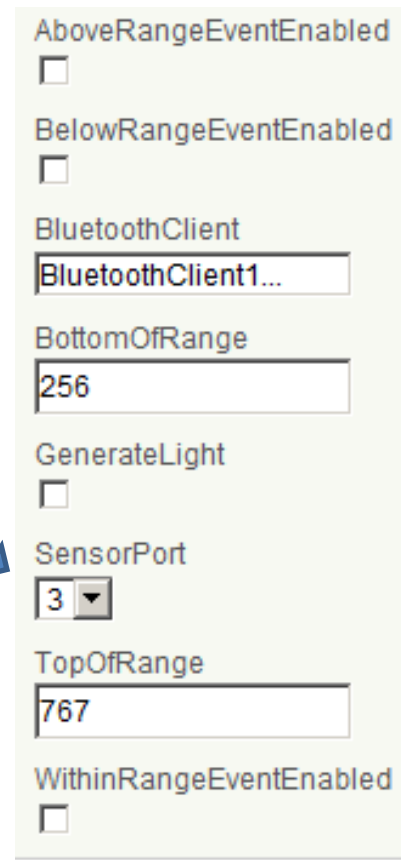 AboveRangeEventEnabled
BelowRangeEventEnabled
BluetoothClient
BluetoothClient1...
BottomOfRange
256
GenerateLight
SensorPort
3
TopOfRange
767
WithinRangeEventEnabled